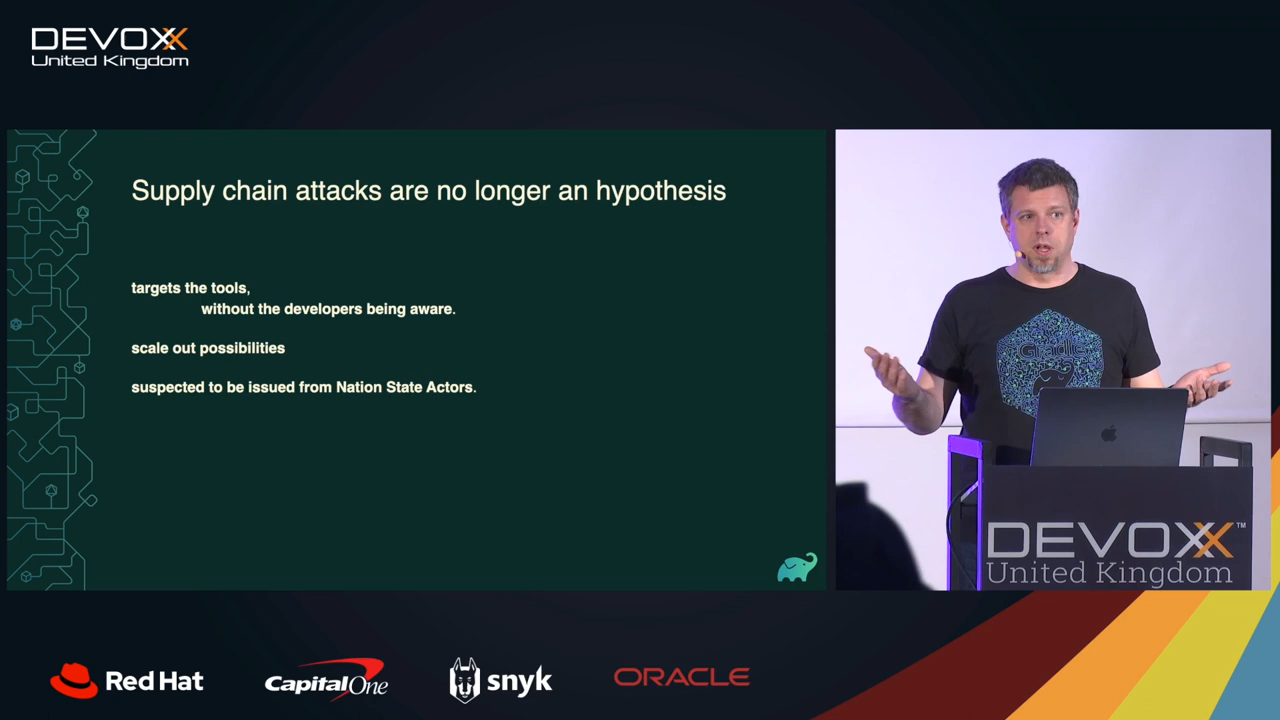 DEVOXX
United Kingdom
Supply chain attacks are no longer an hypothesis
targets the tools,
without the developers being aware.
scale out possibilities
suspected to be issued from Nation State Actors.
Gradle
DEVOXX™
United Kingdom
Red Hat
Capital One
snyk
ORACLE